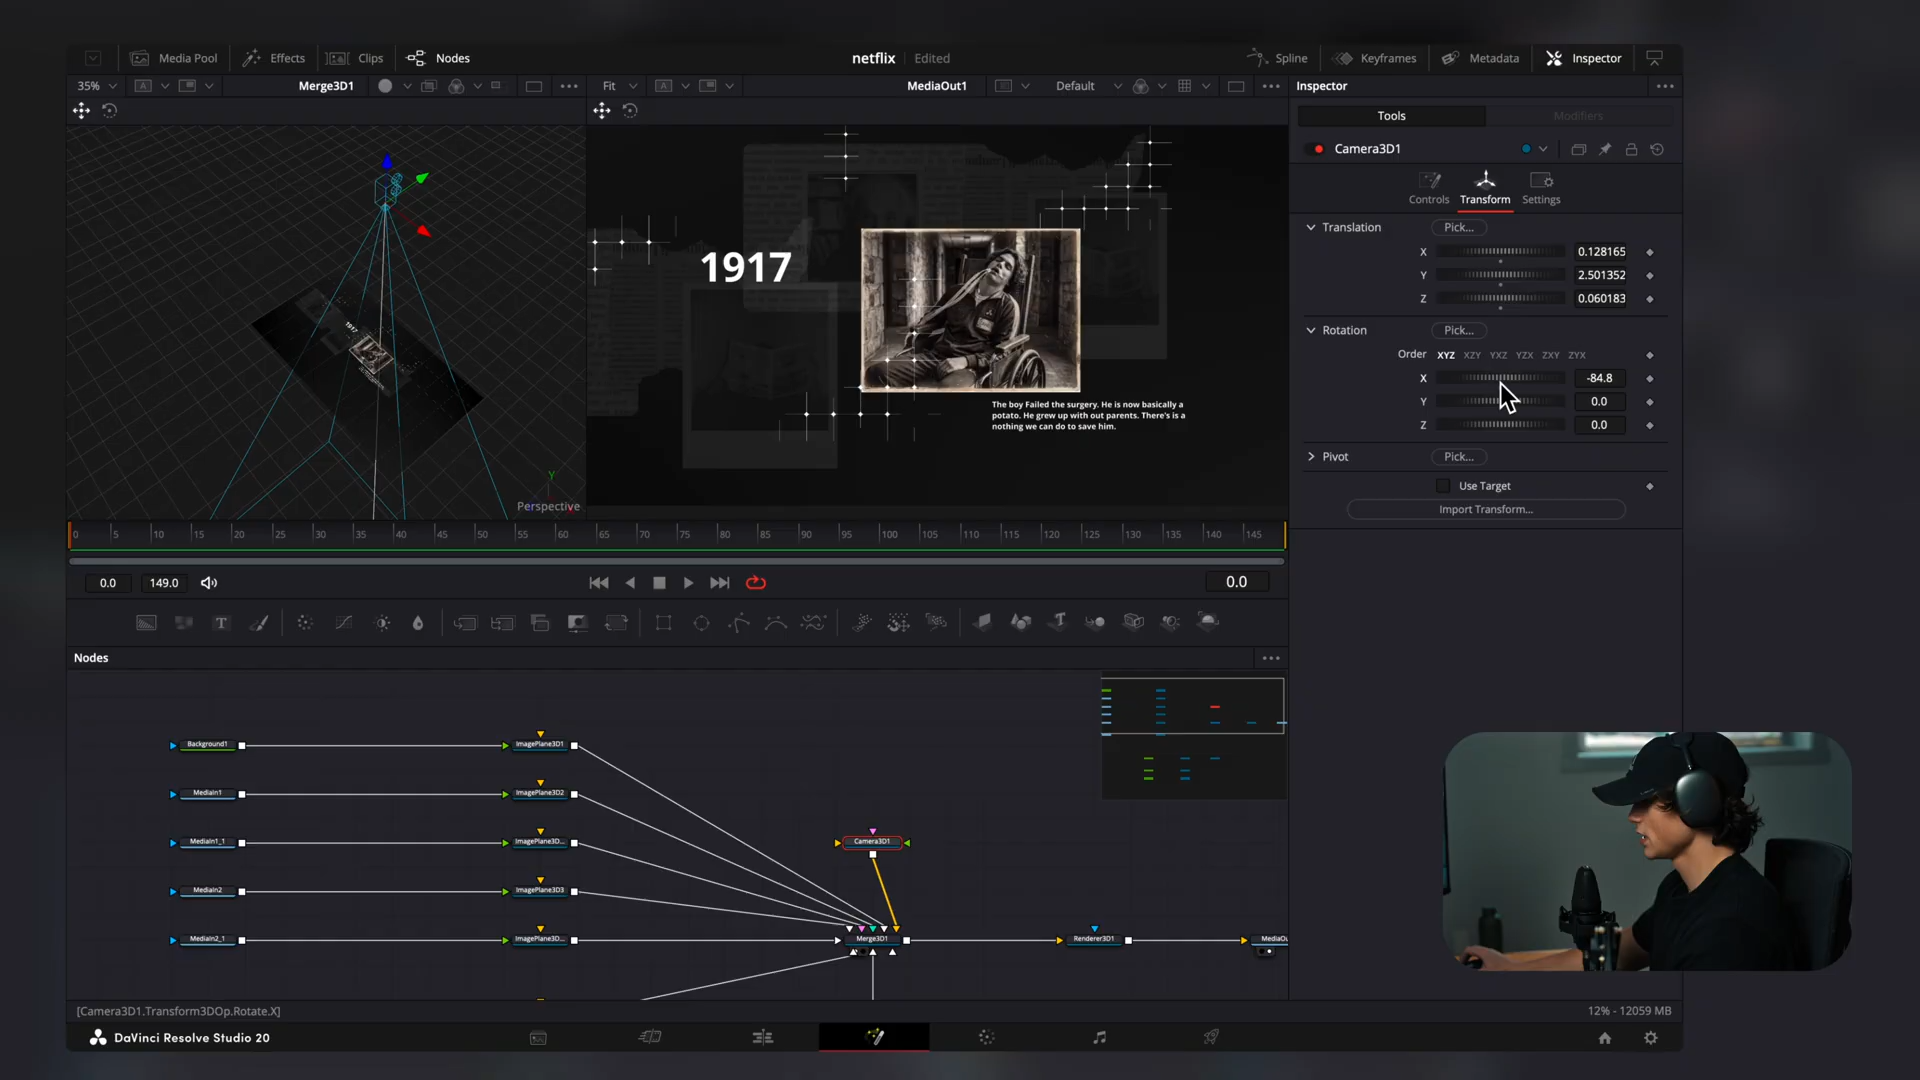 Media Pool
Effects
Clips
Nodes
netflix
Edited
Spline
Keyframes
Metadata
Inspector
35%
Merge3D1
Fit
MediaOut1
Default
Inspector
Tools
Modifiers
Camera3D1
Controls
Transform
Settings
Translation
Pick...
X
0.128165
Y
2.501352
Z
0.060183
Rotation
Pick...
Order XYZ XZY YXZ YZX ZXY ZYX
X
-84.8
Y
0.0
Z
0.0
Pivot
Pick...
Use Target
Import Transform...
1917
The boy Failed the surgery. He is now basically a
potato. He grew up with out parents. There's is a
nothing we can do to save him.
Y
Perspective
0 5 10 15 20 25 30 35 40 45 50 55 60 65 70 75 80 85 90 95 100 105 110 115 120 125 130 135 140 145
0.0
149.0
0.0
T
Nodes
Background1
ImagePlane3D1
MediaIn1
ImagePlane3D2
MediaIn1_1
ImagePlane3D...
Camera3D1
MediaIn2
ImagePlane3D3
MediaIn2_1
ImagePlane3D...
Merge3D1
Renderer3D1
MediaOu
[Camera3D1.Transform3DOp.Rotate.X]
12% - 12059 MB
DaVinci Resolve Studio 20